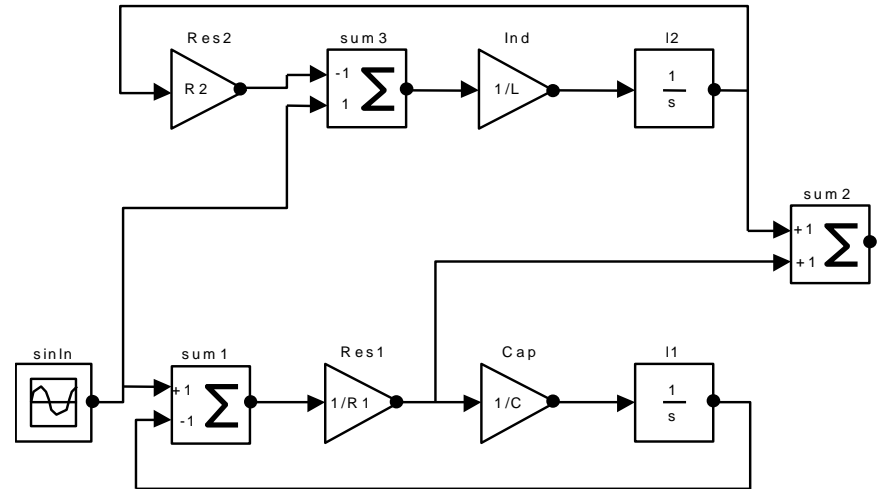 Res2
sum3
Ind
I2
R2
-1
1
Σ
1/L
1
s
sum2
+1
+1
Σ
sinIn
sum1
Res1
Cap
I1
+1
-1
Σ
1/R1
1/C
1
s